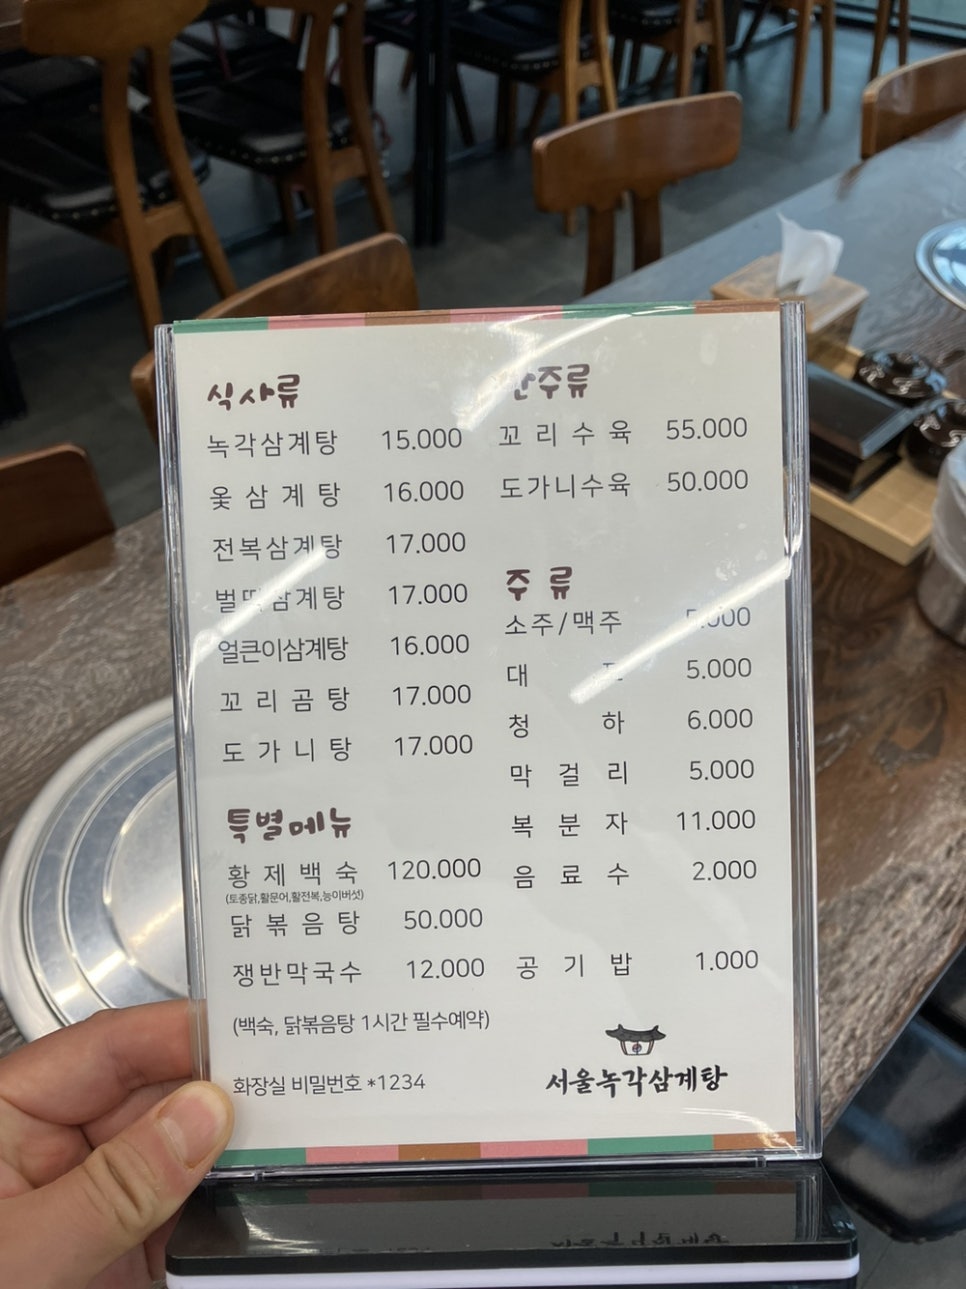 식사류
녹각삼계탕 15.000
옻삼계탕 16.000
전복삼계탕 17.000
삼계탕 17.000
얼큰이삼계탕 16.000
꼬리곰탕 17.000
도가니탕 17.000
특별메뉴
황제백숙 120.000
(토종닭,활문어,활전복,능이버섯)
닭볶음탕 50.000
쟁반막국수 12.000
(백숙, 닭볶음탕 1시간 필수예약)
화장실 비밀번호 *1234
안주류
꼬리수육 55.000
도가니수육 50.000
주류
소주/맥주 5.000
대 5.000
청하 6.000
막걸리 5.000
복분자 11.000
음료수 2.000
공기밥 1.000
서울녹각삼계탕